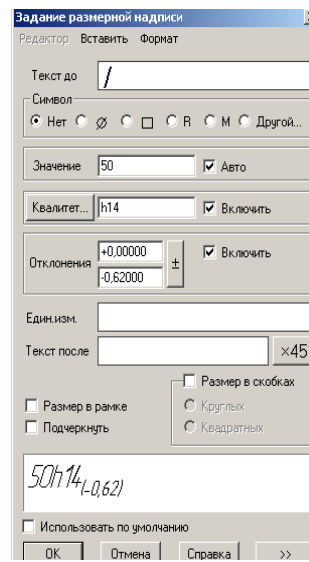 Задание размерной надписи
Редактор Вставить Формат
Текст до /
Символ
Нет ⌀ □ R M Другой...
Значение 50 Авто
Квалитет... h14 Включить
Отклонения +0,00000 ± Включить
-0,62000
Един.изм.
Текст после ×45
Размер в скобках
Размер в рамке Круглых
Подчеркнуть Квадратных
50h14(-0,62)
Использовать по умолчанию
OK Отмена Справка >>